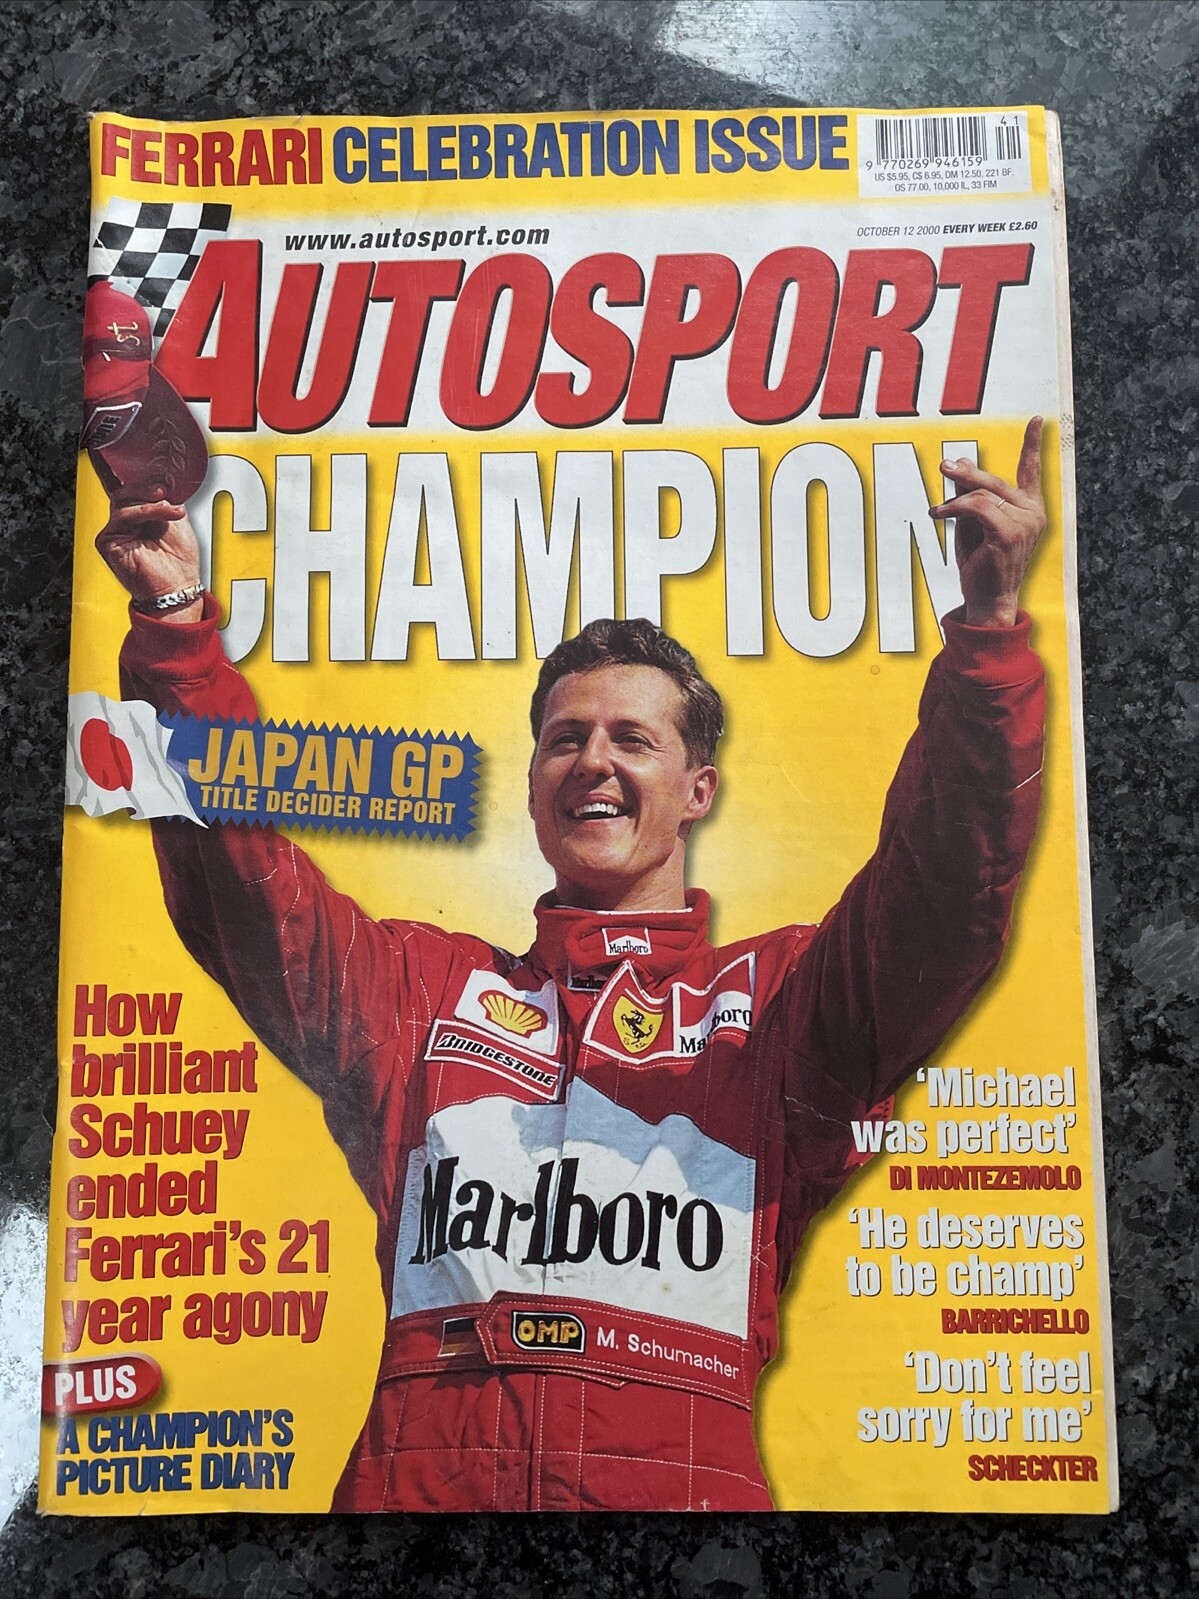 FERRARI CELEBRATION ISSUE
41
9 770269 946159
US $5.95, C$ 6.95, DM 12.50, 221 BF,
OS 77.00, 10,000 IL, 33 FIM
www.autosport.com
OCTOBER 12 2000 EVERY WEEK £2.60
AUTOSPORT
1st
CHAMPION
JAPAN GP
TITLE DECIDER REPORT
Marlboro
Marlboro
BRIDGESTONE
Marlboro
OMP M. Schumacher
How
brilliant
Schuey
ended
Ferrari's 21
year agony
PLUS
A CHAMPION'S
PICTURE DIARY
'Michael
was perfect'
DI MONTEZEMOLO
'He deserves
to be champ'
BARRICHELLO
'Don't feel
sorry for me'
SCHECKTER